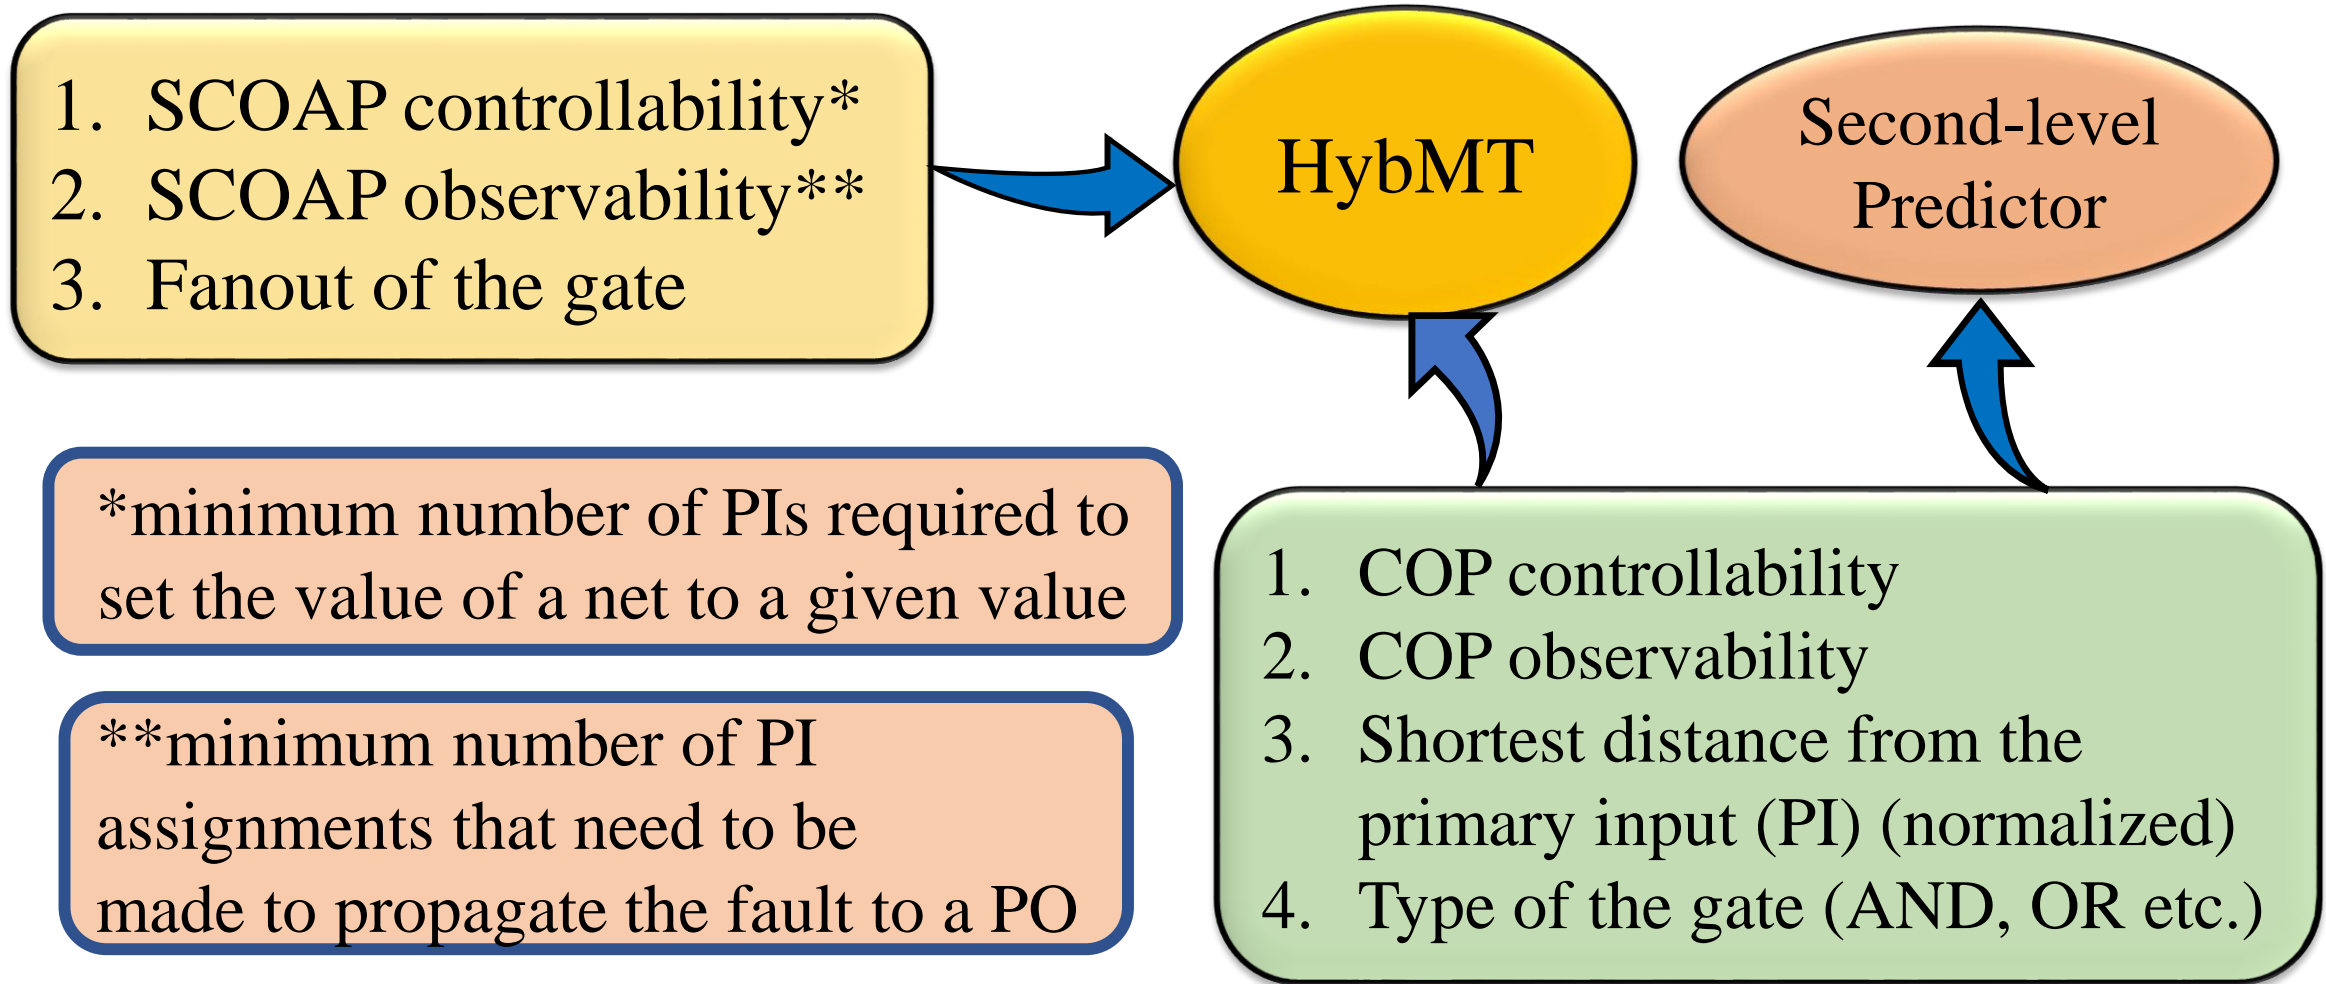 1. SCOAP controllability*
2. SCOAP observability**
3. Fanout of the gate
HybMT
Second-level
Predictor
*minimum number of PIs required to
set the value of a net to a given value
**minimum number of PI
assignments that need to be
made to propagate the fault to a PO
1. COP controllability
2. COP observability
3. Shortest distance from the
primary input (PI) (normalized)
4. Type of the gate (AND, OR etc.)